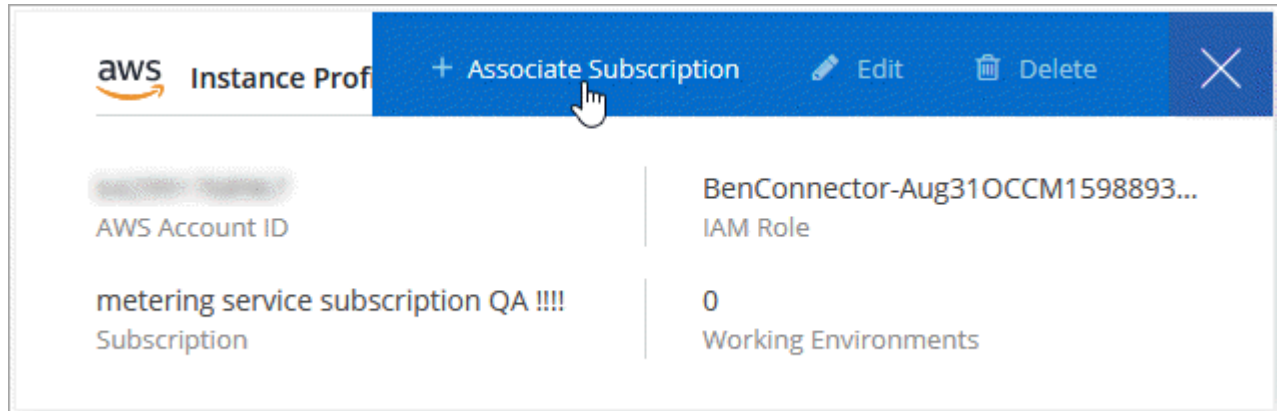 aws Instance Prof
+ Associate Subscription
Edit
Delete
BenConnector-Aug31OCCM1598893...
AWS Account ID
IAM Role
metering service subscription QA !!!!
0
Subscription
Working Environments